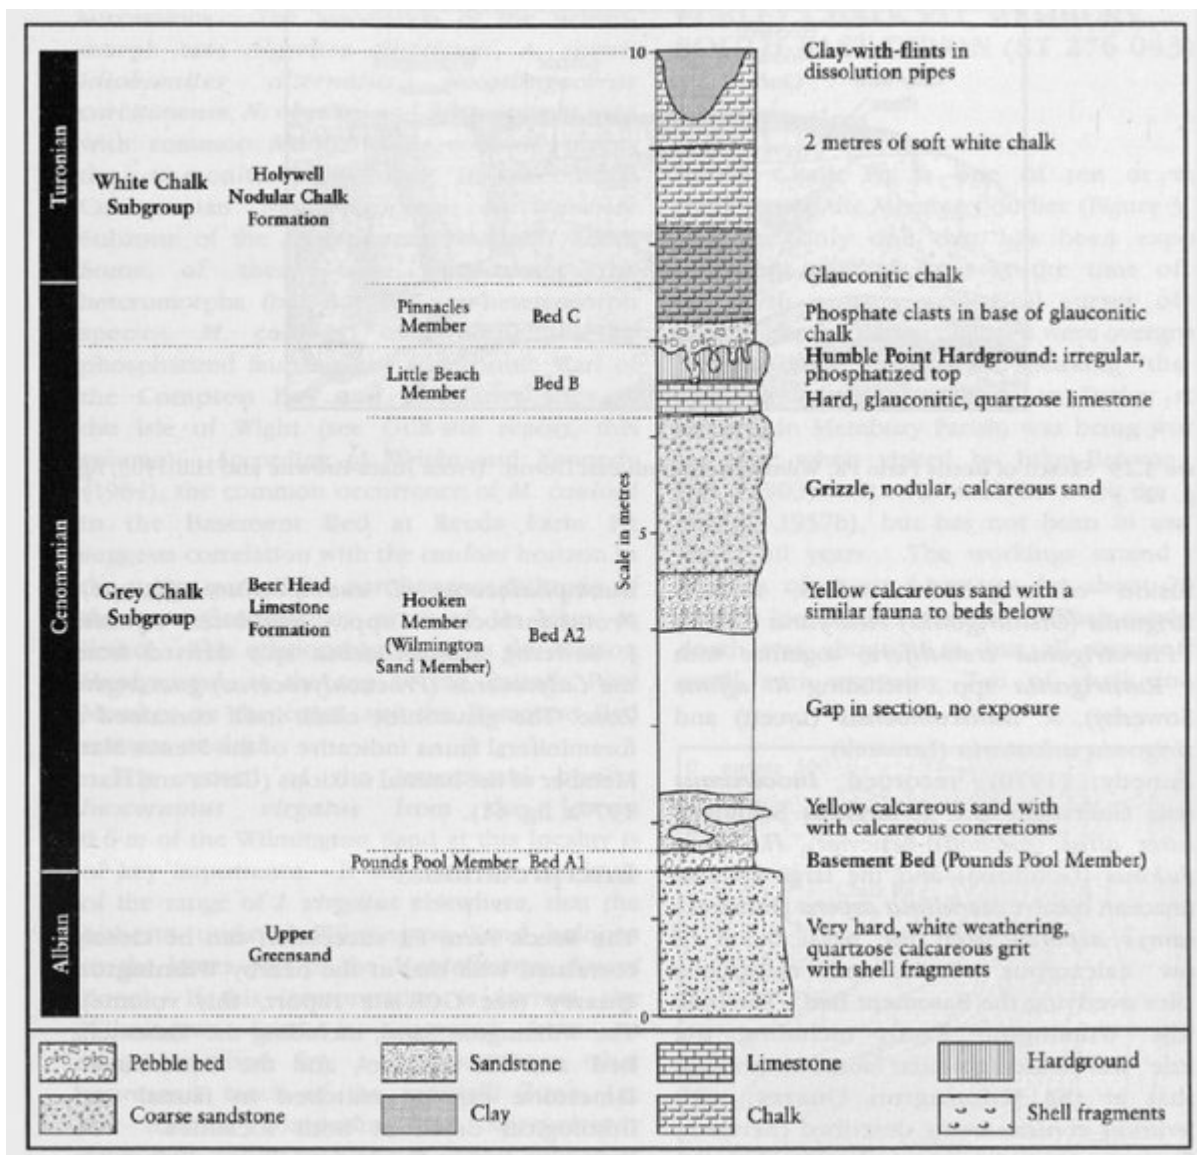 Turonian
White Chalk
Subgroup
Holywell
Nodular Chalk
Formation
10
Clay-with-flints in
dissolution pipes
2 metres of soft white chalk
Glauconitic chalk
Pinnacles
Member
Bed C
Phosphate clasts in base of glauconitic
chalk
Little Beach
Member
Bed B
Humble Point Hardground: irregular,
phosphatized top
Hard, glauconitic, quartzose limestone
Grizzle, nodular, calcareous sand
Scale in metres
5
Cenomanian
Grey Chalk
Subgroup
Beer Head
Limestone
Formation
Hooken
Member
(Wilmington
Sand Member)
Bed A2
Yellow calcareous sand with a
similar fauna to beds below
Gap in section, no exposure
Yellow calcareous sand with
with calcareous concretions
Pounds Pool Member Bed A1
Basement Bed (Pounds Pool Member)
Albian
Upper
Greensand
Very hard, white weathering,
quartzose calcareous grit
with shell fragments
0
Pebble bed
Sandstone
Limestone
Hardground
Coarse sandstone
Clay
Chalk
Shell fragments